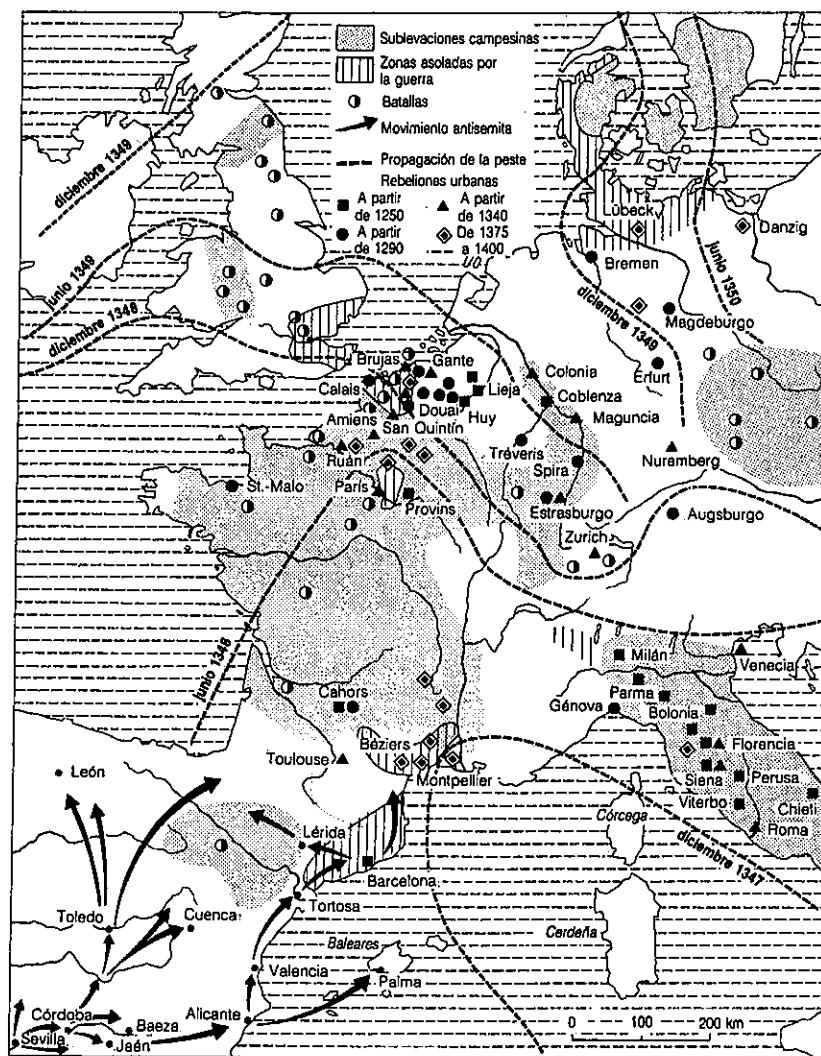 Sublevaciones campesinas
Zonas asoladas por
la guerra
Batallas
Movimiento antisemita
Propagación de la peste
Rebeliones urbanas
A partir
de 1250
A partir
de 1340
A partir
de 1290
De 1375
a 1400
diciembre 1349
junio 1349
diciembre 1348
Lübeck
Danzig
Bremen
junio 1350
diciembre 1349
Magdeburgo
Erfurt
Brujas
Gante
Colonia
Calais
Lieja
Coblenza
Douai
Huy
Maguncia
Amiens
San Quintín
Ruán
Tréveris
Spira
Nuremberg
St.-Malo
París
Provins
Estrasburgo
Augsburgo
Zurich
junio 1348
Milán
Venecia
Cahors
Parma
Génova
Bolonia
Béziers
Toulouse
Montpellier
Florencia
León
Siena
Perusa
Viterbo
Chieti
Lérida
Córcega
Roma
diciembre 1347
Barcelona
Toledo
Cuenca
Tortosa
Baleares
Cerdeña
Valencia
Palma
Córdoba
Alicante
Baeza
Sevilla
Jaén
0 100 200 km